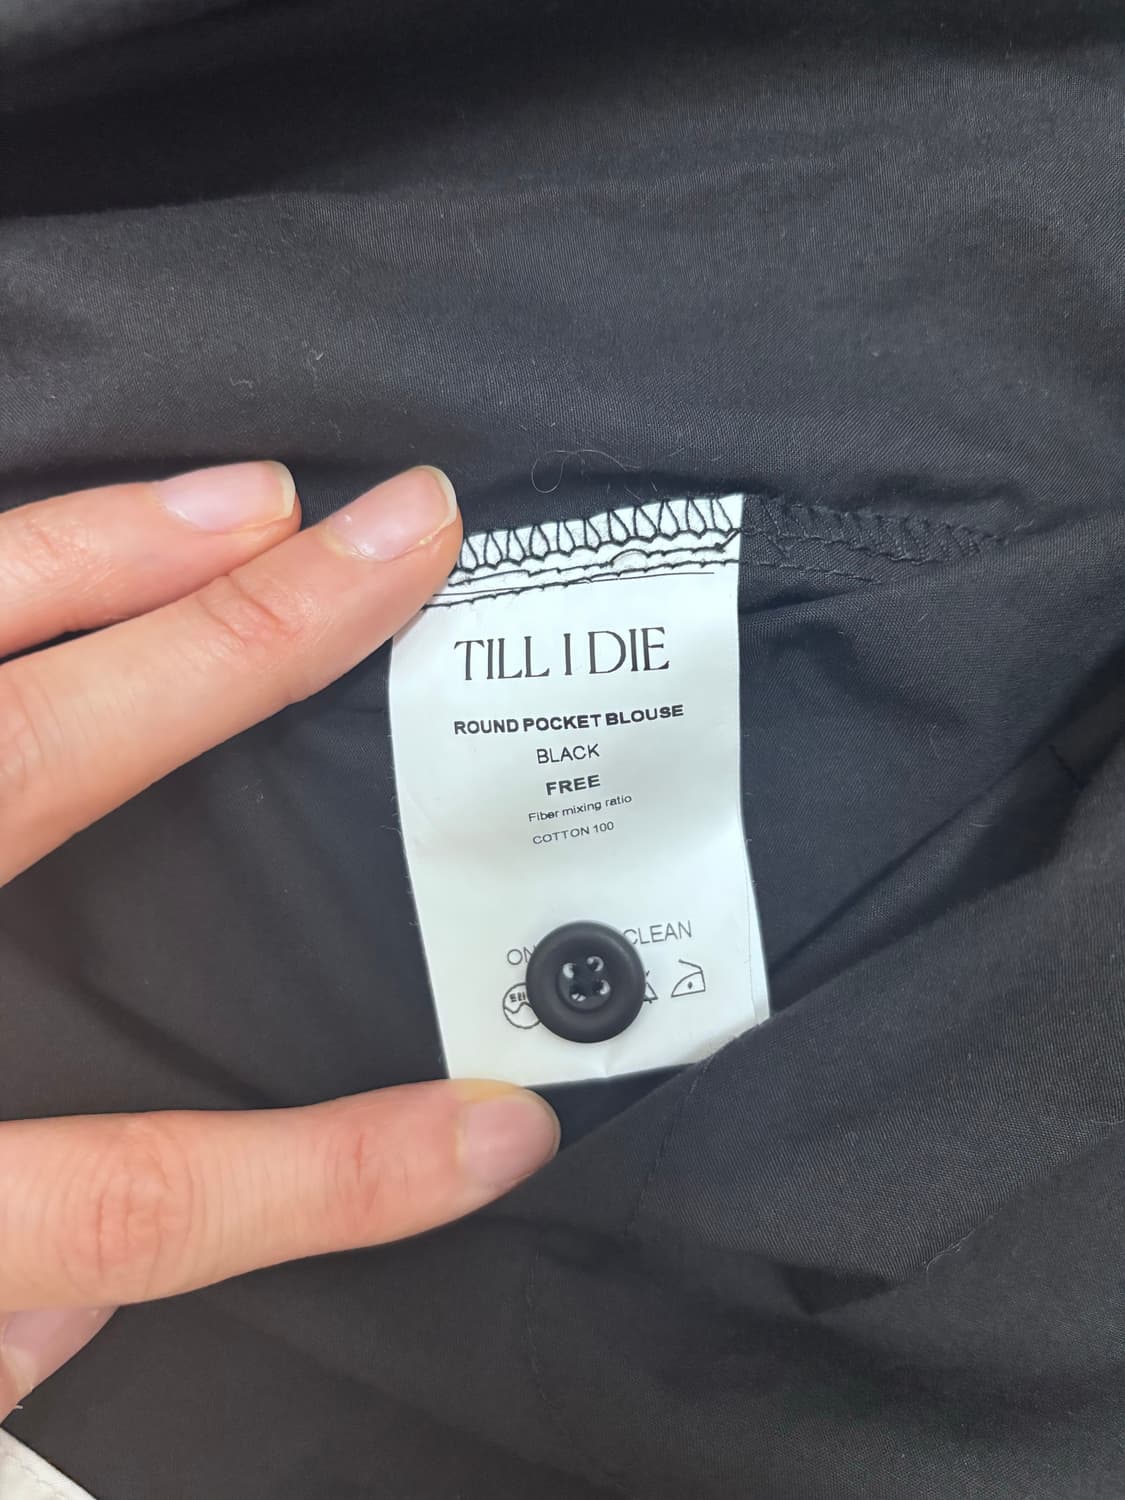 TILL I DIE
ROUND POCKET BLOUSE
BLACK
FREE
Fiber mixing ratio
COTTON 100
CLEAN